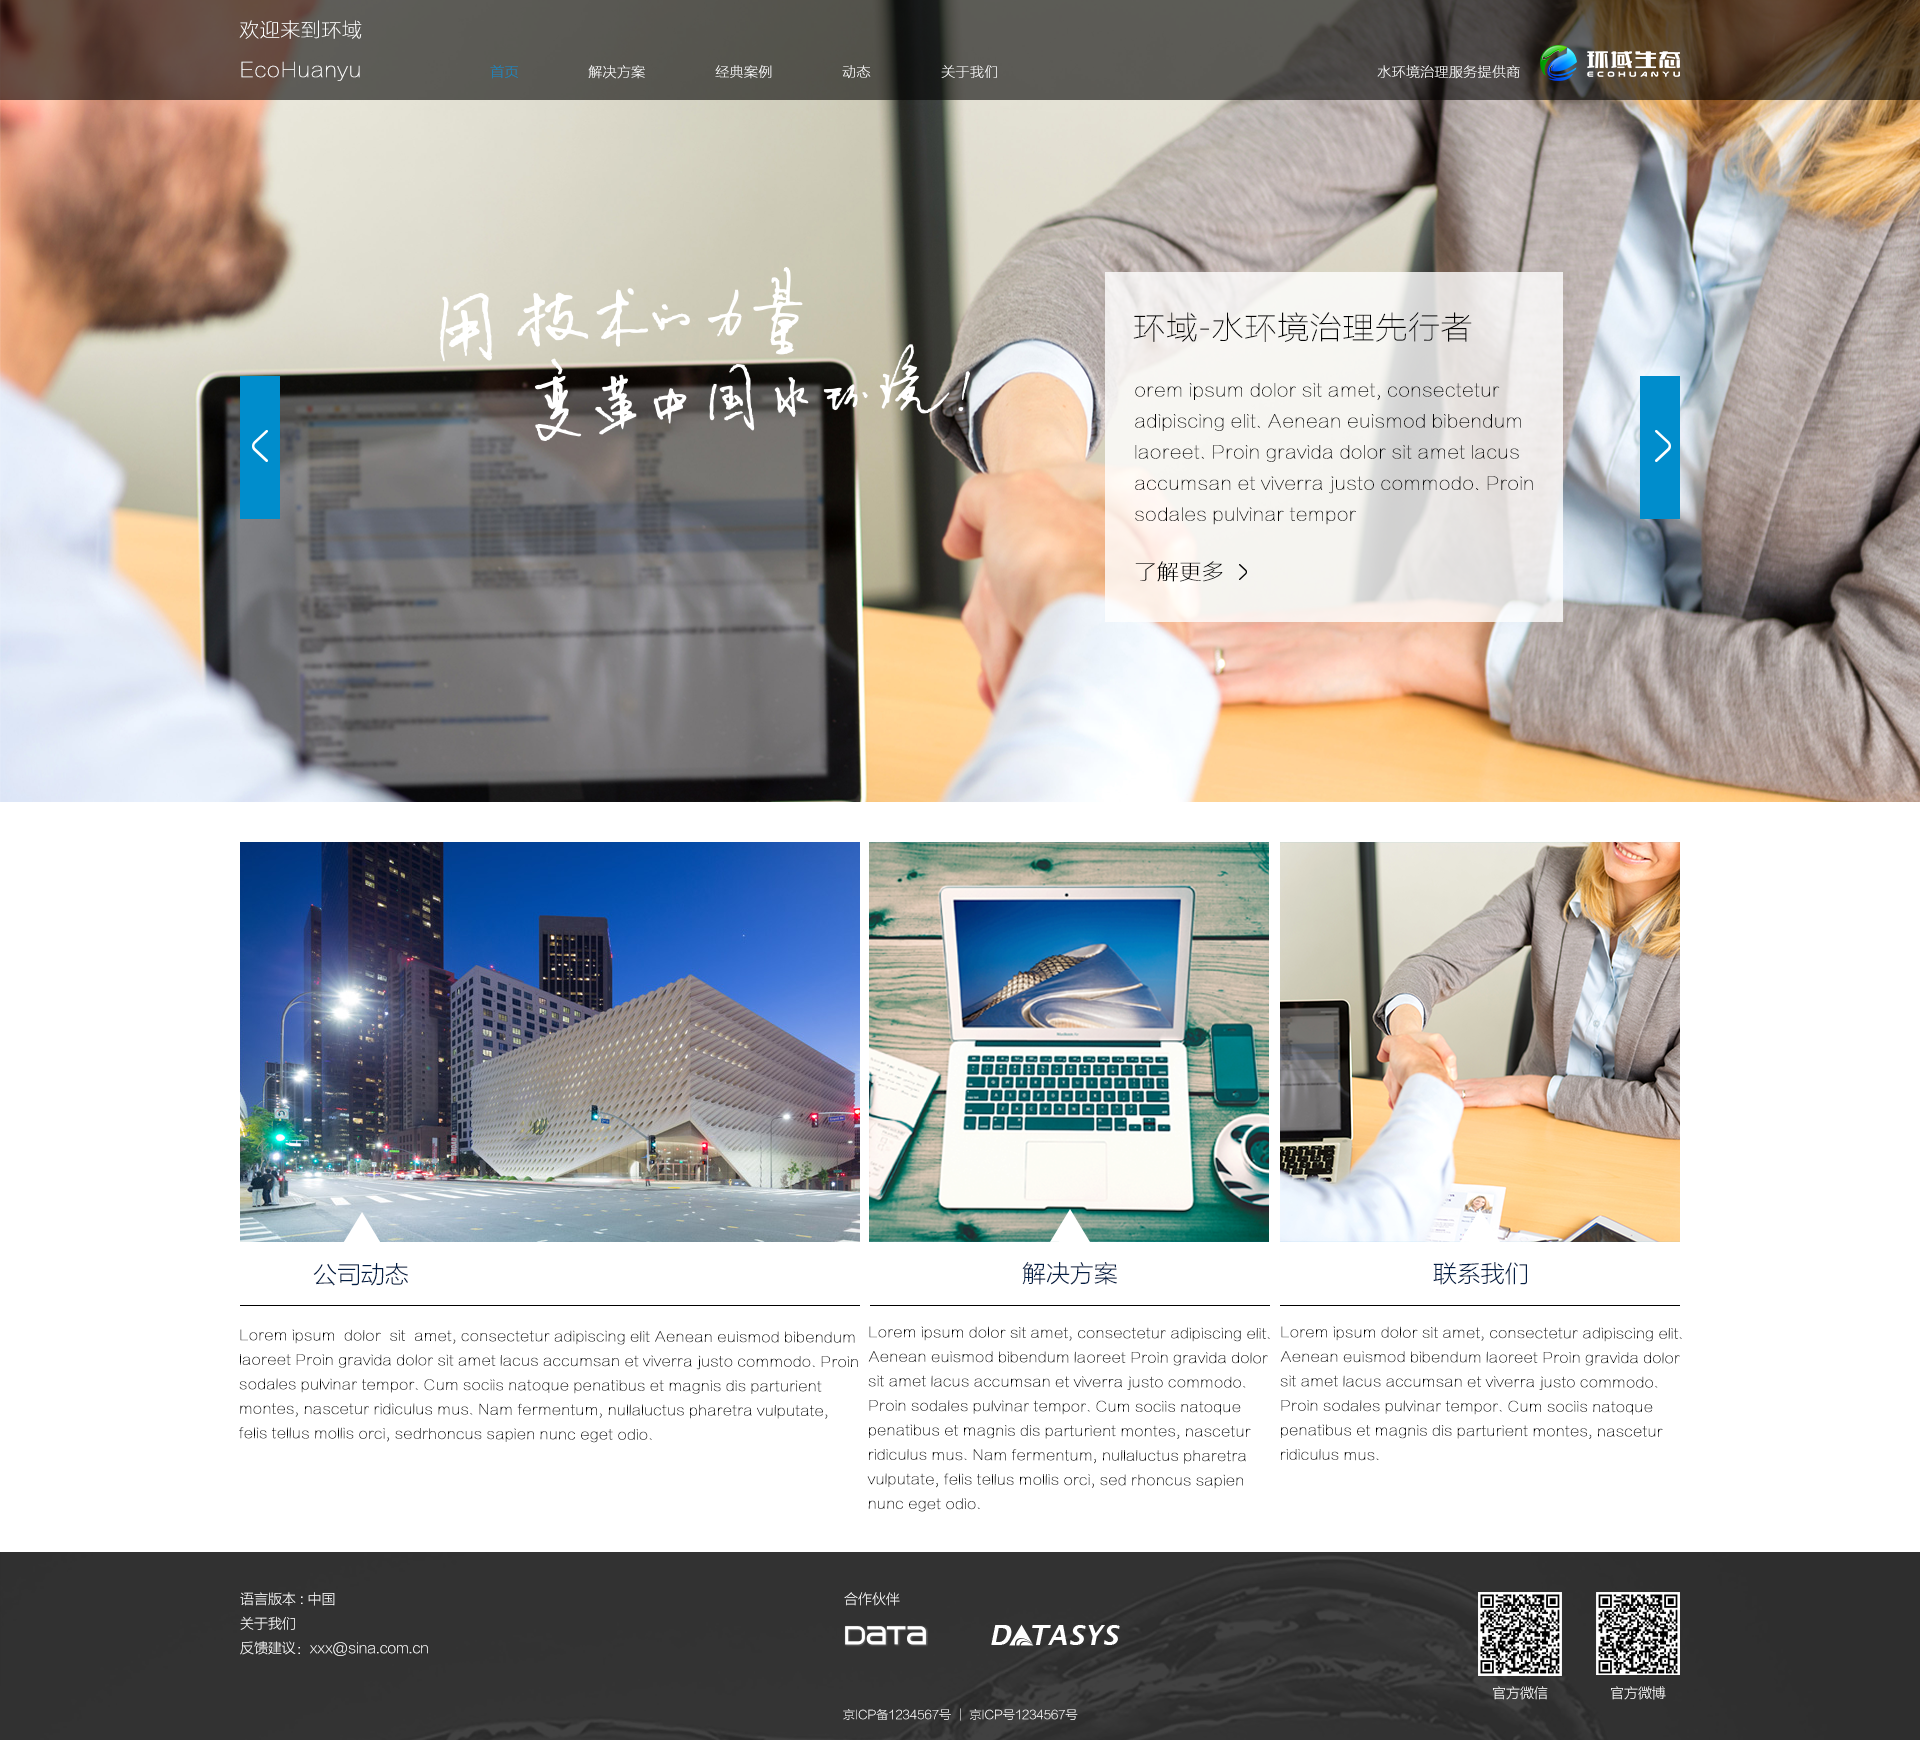 欢迎来到环域
EcoHuanyu
首页
解决方案
经典案例
动态
关于我们
水环境治理服务提供商
环域生态
ECOHUANYU
用技术的力量
变革中国水环境!
环域-水环境治理先行者
orem ipsum dolor sit amet, consectetur
adipiscing elit. Aenean euismod bibendum
laoreet. Proin gravida dolor sit amet lacus
accumsan et viverra justo commodo. Proin
sodales pulvinar tempor
了解更多
公司动态
Lorem ipsum dolor sit amet, consectetur adipiscing elit Aenean euismod bibendum
laoreet Proin gravida dolor sit amet lacus accumsan et viverra justo commodo. Proin
sodales pulvinar tempor. Cum sociis natoque penatibus et magnis dis parturient
montes, nascetur ridiculus mus. Nam fermentum, nullaluctus pharetra vulputate,
felis tellus mollis orci, sedrhoncus sapien nunc eget odio.
解决方案
Lorem ipsum dolor sit amet, consectetur adipiscing elit.
Aenean euismod bibendum laoreet Proin gravida dolor
sit amet lacus accumsan et viverra justo commodo.
Proin sodales pulvinar tempor. Cum sociis natoque
penatibus et magnis dis parturient montes, nascetur
ridiculus mus. Nam fermentum, nullaluctus pharetra
vulputate, felis tellus mollis orci, sed rhoncus sapien
nunc eget odio.
联系我们
Lorem ipsum dolor sit amet, consectetur adipiscing elit.
Aenean euismod bibendum laoreet Proin gravida dolor
sit amet lacus accumsan et viverra justo commodo.
Proin sodales pulvinar tempor. Cum sociis natoque
penatibus et magnis dis parturient montes, nascetur
ridiculus mus.
语言版本 : 中国
关于我们
反馈建议：xxx@sina.com.cn
合作伙伴
DATA
DATASYS
京ICP备1234567号 | 京ICP号1234567号
官方微信
官方微博